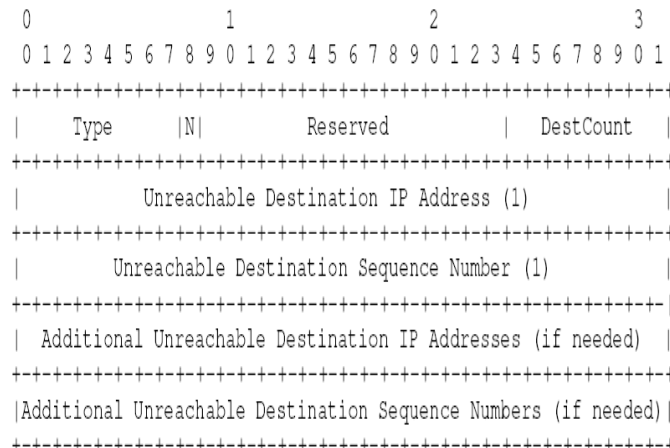 0 1 2 3
0 1 2 3 4 5 6 7 8 9 0 1 2 3 4 5 6 7 8 9 0 1 2 3 4 5 6 7 8 9 0 1
+-+-+-+-+-+-+-+-+-+-+-+-+-+-+-+-+-+-+-+-+-+-+-+-+-+-+-+-+-+-+-+-+
| Type |N| Reserved | DestCount |
+-+-+-+-+-+-+-+-+-+-+-+-+-+-+-+-+-+-+-+-+-+-+-+-+-+-+-+-+-+-+-+-+
| Unreachable Destination IP Address (1) |
+-+-+-+-+-+-+-+-+-+-+-+-+-+-+-+-+-+-+-+-+-+-+-+-+-+-+-+-+-+-+-+-+
| Unreachable Destination Sequence Number (1) |
+-+-+-+-+-+-+-+-+-+-+-+-+-+-+-+-+-+-+-+-+-+-+-+-+-+-+-+-+-+-+-+- |
| Additional Unreachable Destination IP Addresses (if needed) |
+-+-+-+-+-+-+-+-+-+-+-+-+-+-+-+-+-+-+-+-+-+-+-+-+-+-+-+-+-+-+-+-+
|Additional Unreachable Destination Sequence Numbers (if needed)|
+-+-+-+-+-+-+-+-+-+-+-+-+-+-+-+-+-+-+-+-+-+-+-+-+-+-+-+-+-+-+-+-+